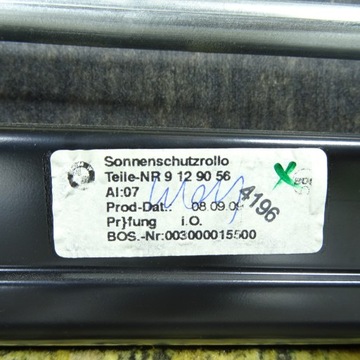 Sonnenschutzrollo
Teile-NR 9 12 90 56
AI:07
Prod-Dat.: 08.09.09
Pr}fung i.O.
BOS.-Nr:003000015500
4196